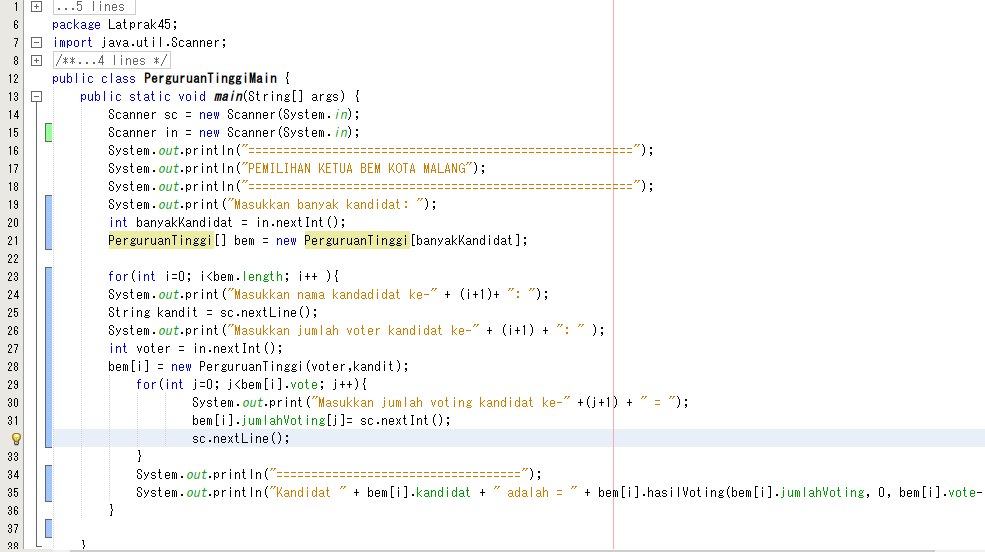 1 ...5 lines
6 package Latprak45;
7 import java.util.Scanner;
8 /**...4 lines */
12 public class PerguruanTinggiMain {
13 public static void main(String[] args) {
14 Scanner sc = new Scanner(System.in);
15 Scanner in = new Scanner(System.in);
16 System.out.println("=======================================================");
17 System.out.println("PEMILIHAN KETUA BEM KOTA MALANG");
18 System.out.println("=======================================================");
19 System.out.print("Masukkan banyak kandidat: ");
20 int banyakKandidat = in.nextInt();
21 PerguruanTinggi[] bem = new PerguruanTinggi[banyakKandidat];
22
23 for(int i=0; i<bem.length; i++ ){
24 System.out.print("Masukkan nama kandadidat ke-" + (i+1)+ ": ");
25 String kandit = sc.nextLine();
26 System.out.print("Masukkan jumlah voter kandidat ke-" + (i+1) + ": " );
27 int voter = in.nextInt();
28 bem[i] = new PerguruanTinggi(voter,kandit);
29 for(int j=0; j<bem[i].vote; j++){
30 System.out.print("Masukkan jumlah voting kandidat ke-" +(j+1) + " = ");
31 bem[i].jumlahVoting[j]= sc.nextInt();
sc.nextLine();
33 }
34 System.out.println("===================================");
35 System.out.println("Kandidat " + bem[i].kandidat + " adalah = " + bem[i].hasilVoting(bem[i].jumlahVoting, 0, bem[i].vote-
36 }
37
38 }